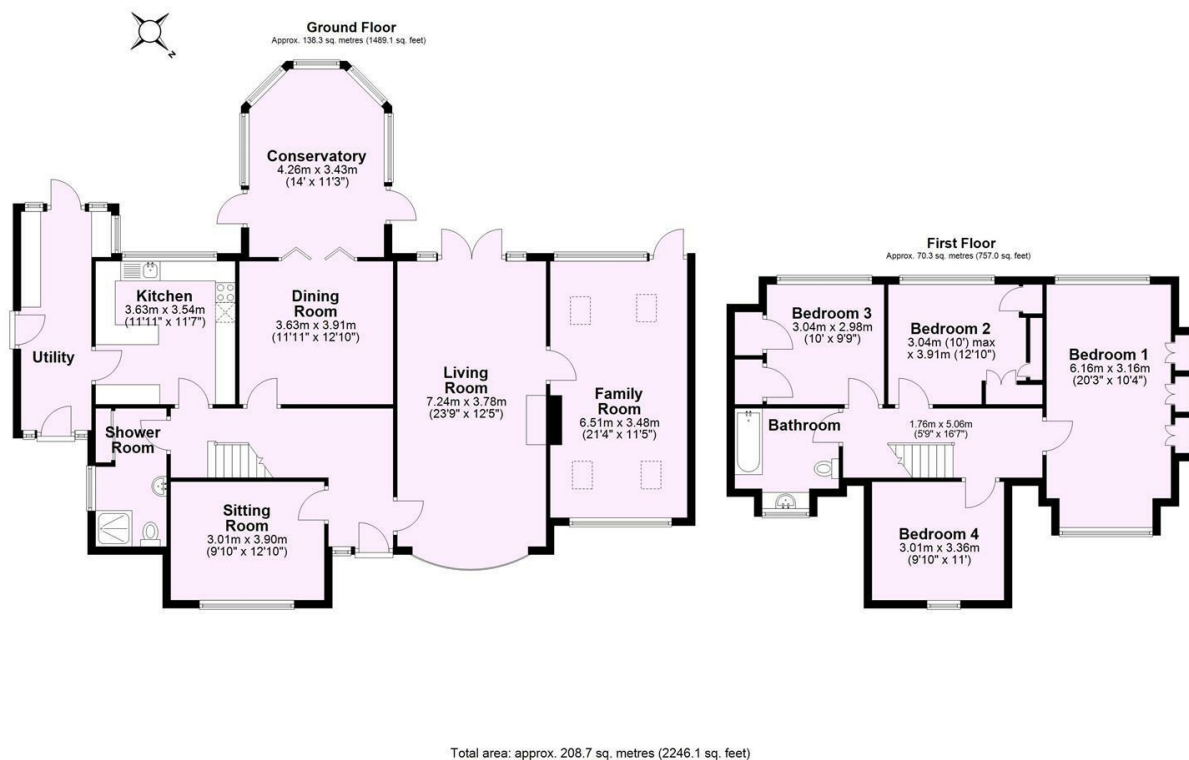 Ground Floor
Approx. 138.3 sq. metres (1489.1 sq. feet)
N
Conservatory
4.26m x 3.43m
(14' x 11'3")
Kitchen
3.63m x 3.54m
(11'11" x 11'7")
Dining
Room
3.63m x 3.91m
(11'11" x 12'10")
Utility
Living
Room
7.24m x 3.78m
(23'9" x 12'5")
Family
Room
6.51m x 3.48m
(21'4" x 11'5")
Shower
Room
Sitting
Room
3.01m x 3.90m
(9'10" x 12'10")
First Floor
Approx. 70.3 sq. metres (757.0 sq. feet)
Bedroom 3
3.04m x 2.98m
(10' x 9'9")
Bedroom 2
3.04m (10') max
x 3.91m (12'10")
Bedroom 1
6.16m x 3.16m
(20'3" x 10'4")
Bathroom
1.76m x 5.06m
(5'9" x 16'7")
Bedroom 4
3.01m x 3.36m
(9'10" x 11')
Total area: approx. 208.7 sq. metres (2246.1 sq. feet)